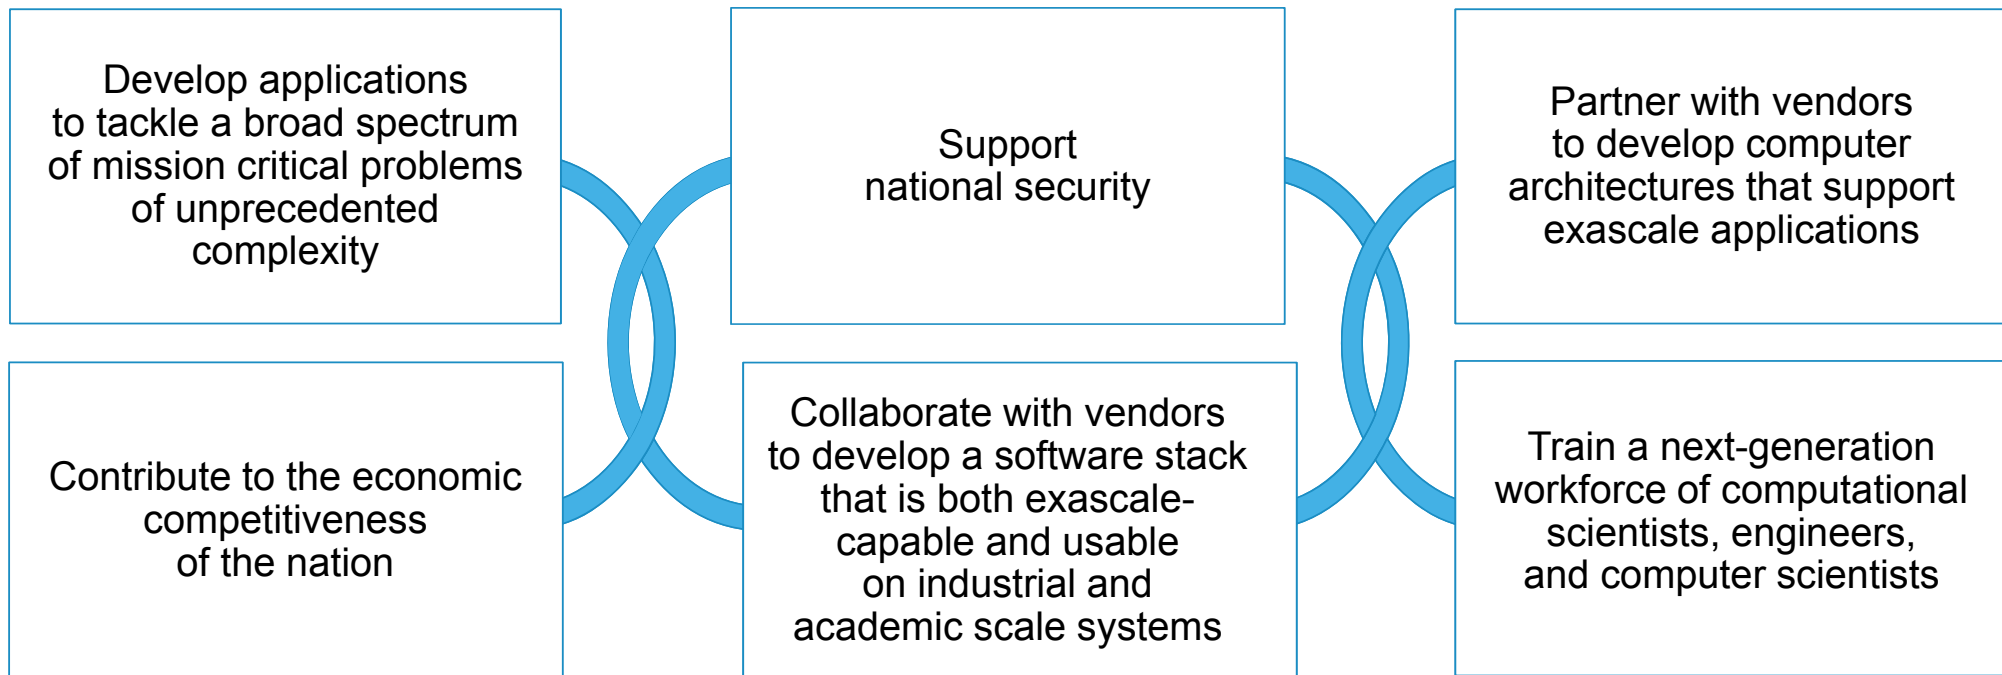 Develop applications
to tackle a broad spectrum
of mission critical problems
of unprecedented
complexity
Support
national security
Partner with vendors
to develop computer
architectures that support
exascale applications
Contribute to the economic
competitiveness
of the nation
Collaborate with vendors
to develop a software stack
that is both exascale-
capable and usable
on industrial and
academic scale systems
Train a next-generation
workforce of computational
scientists, engineers,
and computer scientists